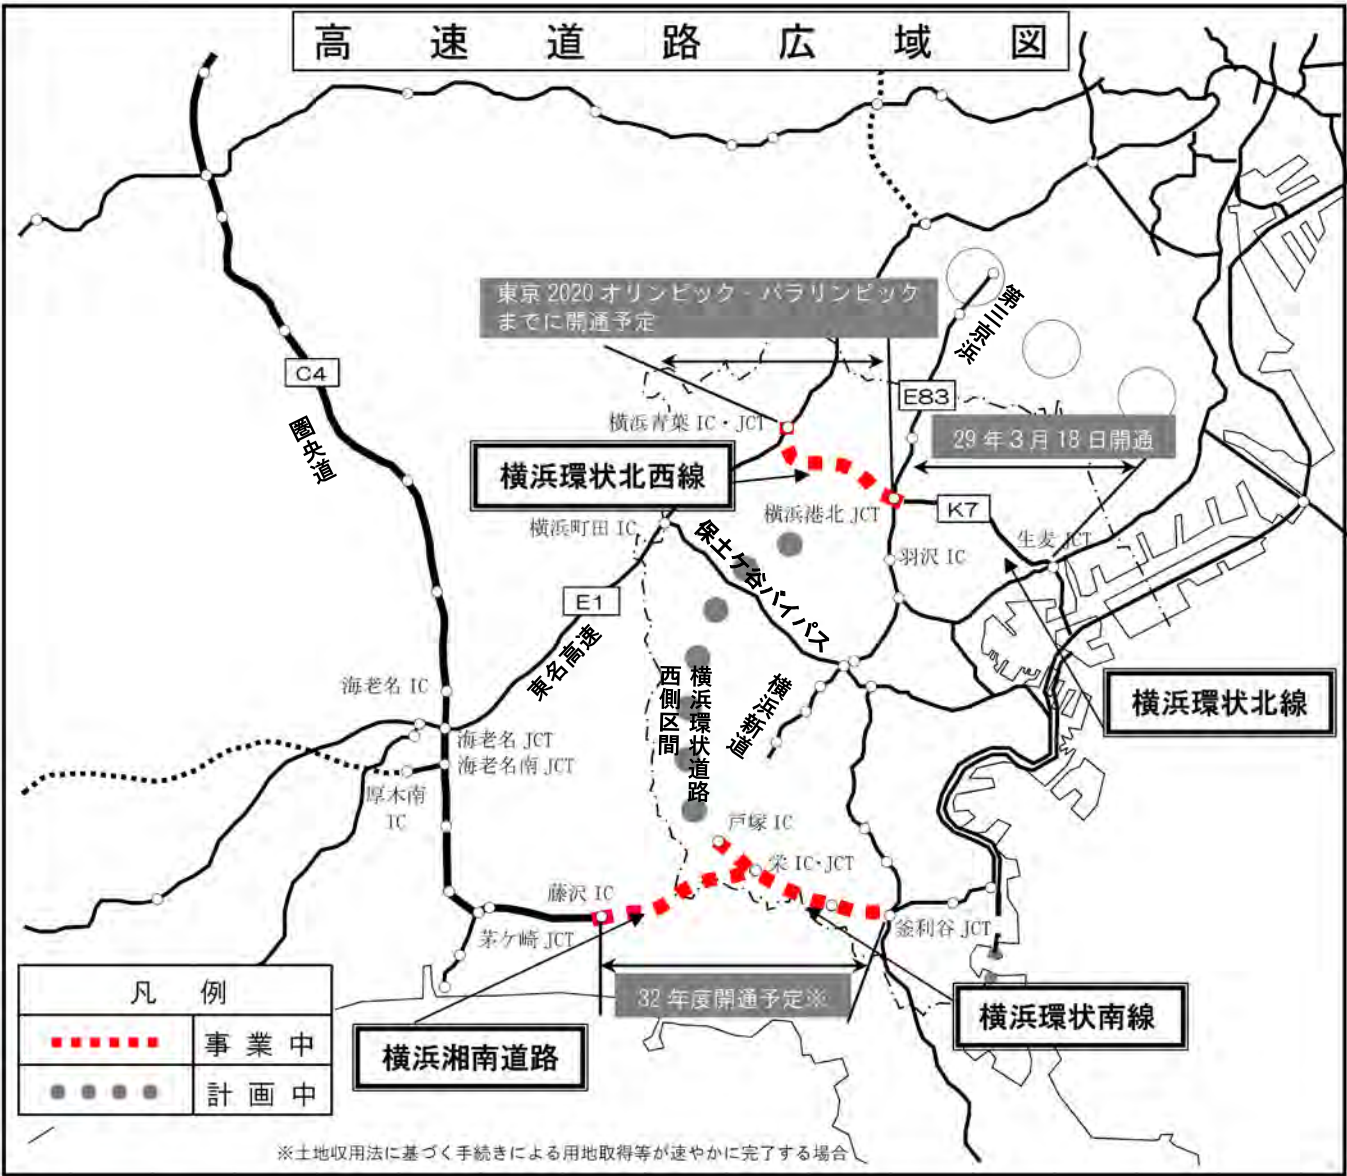 高速道路広域図
東京2020オリンピック・パラリンピック
までに開通予定
第三京浜
C4
圏央道
E83
横浜青葉 IC・JCT
29年3月18日開通
横浜環状北西線
横浜港北 JCT
K7
横浜町田 IC
保土ケ谷バイパス
羽沢 IC
生麦 JCT
E1
東名高速
横浜環状道路
西側区間
横浜新道
横浜環状北線
海老名 IC
海老名 JCT
海老名南 JCT
厚木南
IC
戸塚 IC
栄 IC・JCT
藤沢 IC
茅ケ崎 JCT
釜利谷 JCT
32年度開通予定※
横浜環状南線
横浜湘南道路
凡例
事業中
計画中
※土地収用法に基づく手続きによる用地取得等が速やかに完了する場合